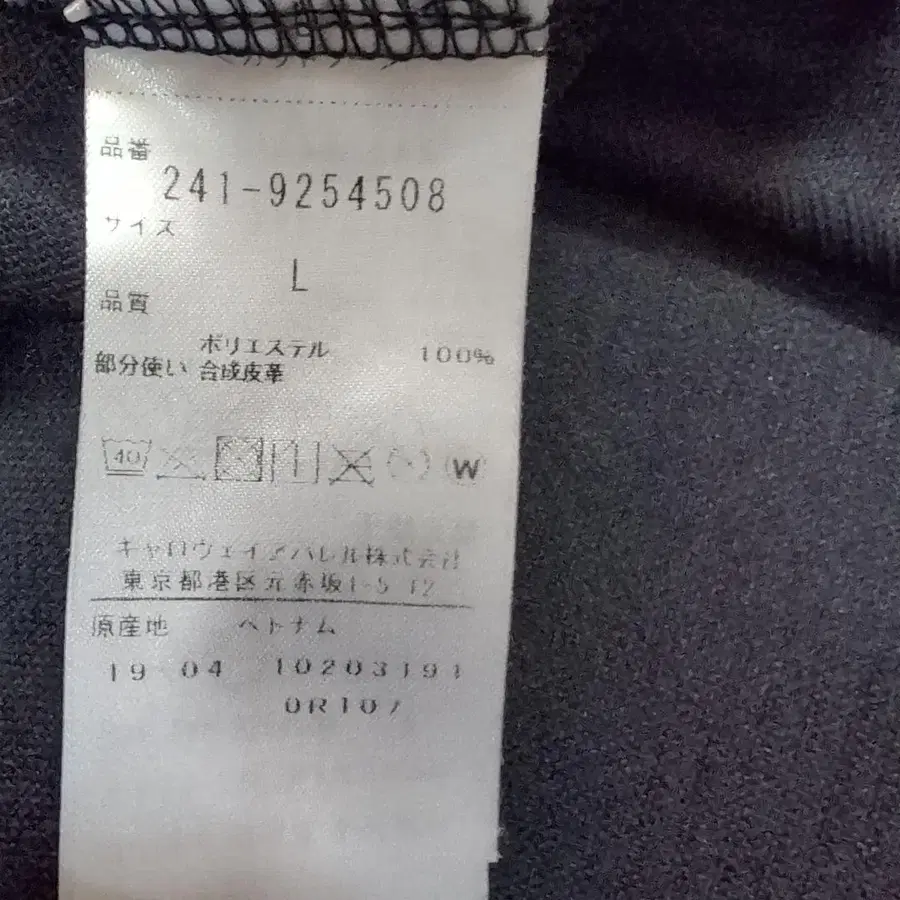 品番
241-9254508
サイズ
L
品質
ポリエステル 100%
部分使い 合成皮革
40 W
キャロウェイアパレル株式会社
東京都港区元赤坂1-5-12
原産地 ベトナム
19 04 10203191
0R107